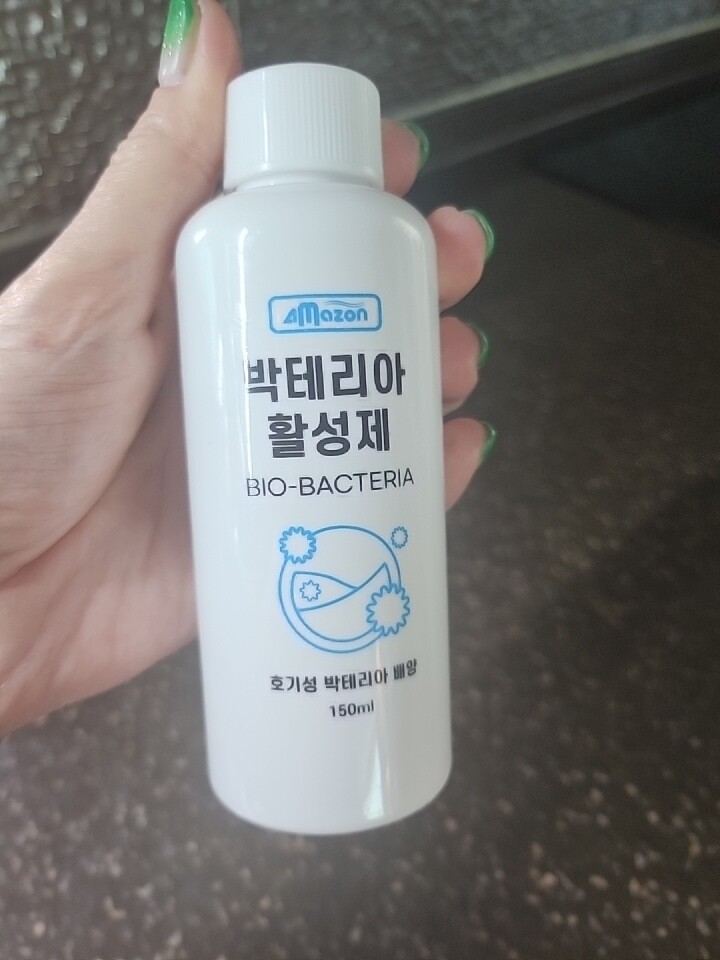 AMazon
박테리아
활성제
BIO-BACTERIA
호기성 박테리아 배양
150ml